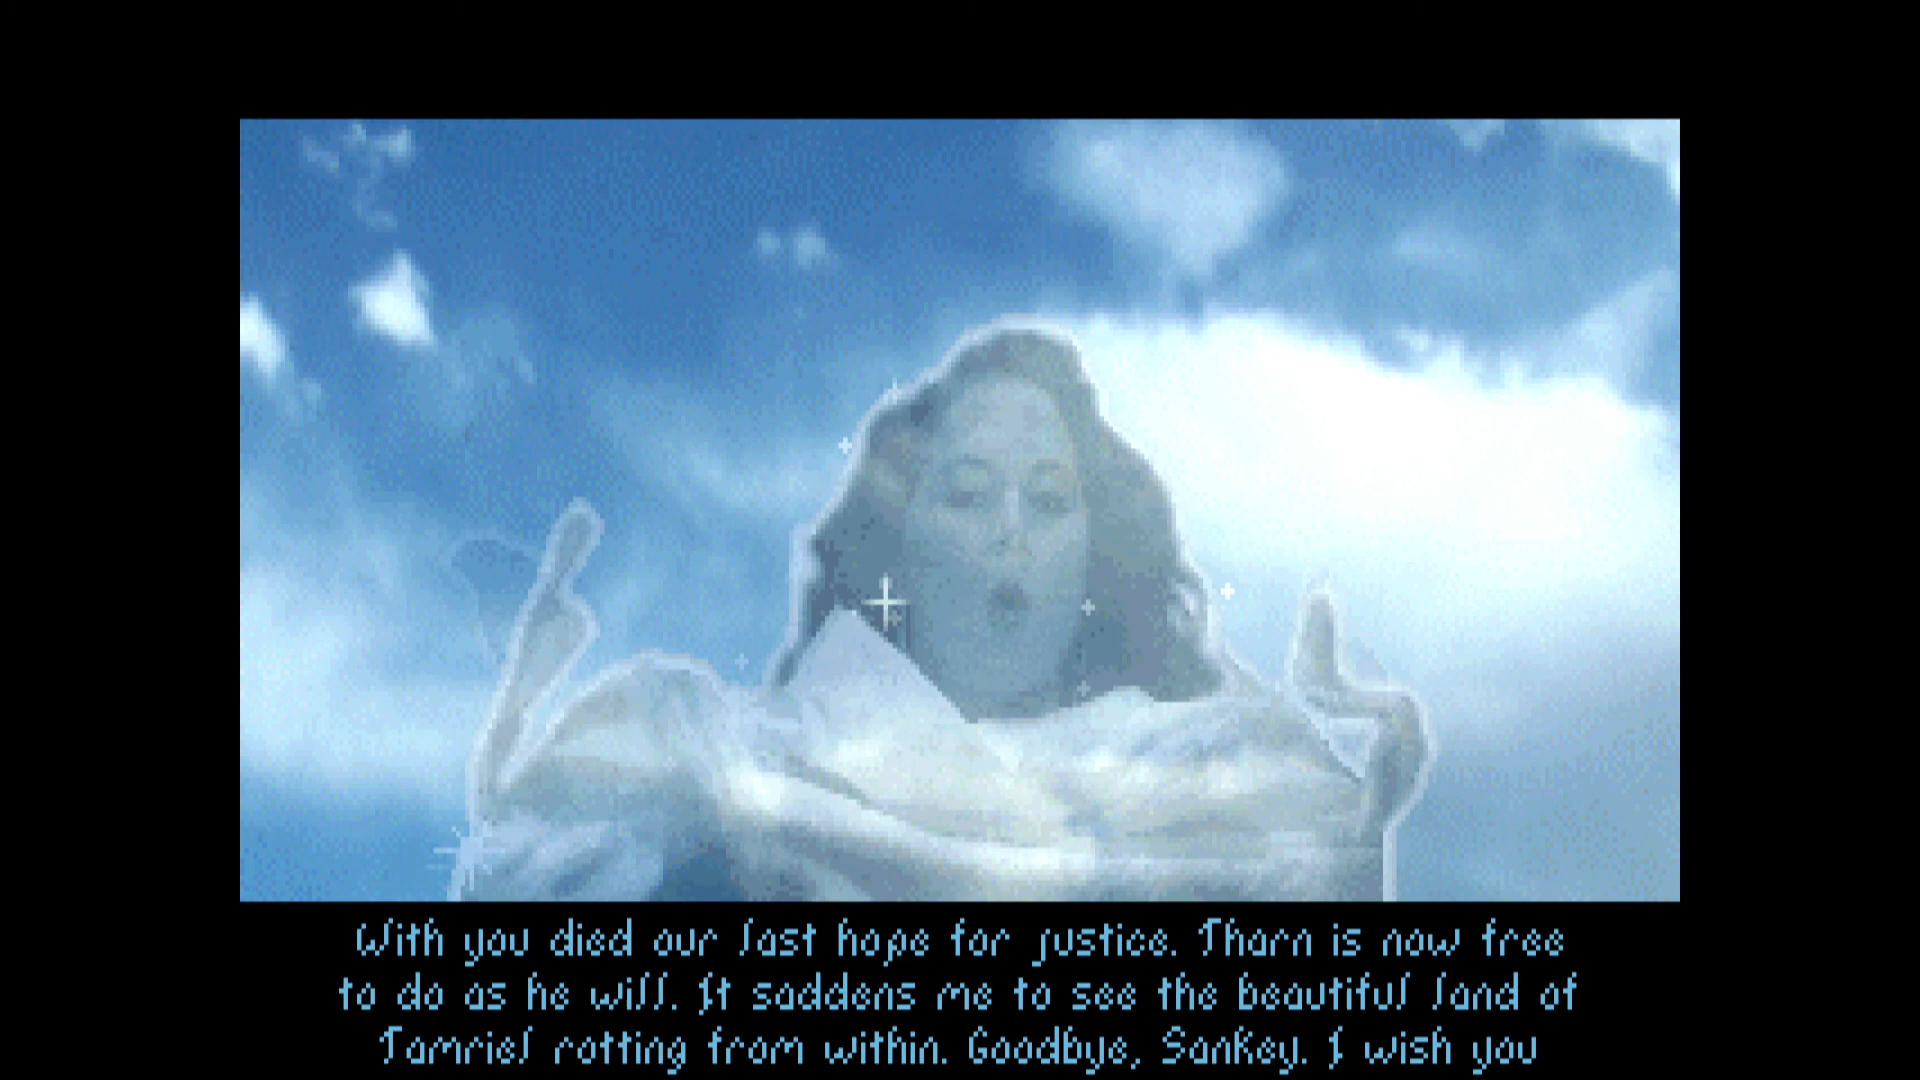 With you died our last hope for justice. Tharn is now free
to do as he will. It saddens me to see the beautiful land of
Tamriel rotting from within. Goodbye, Sankey. I wish you